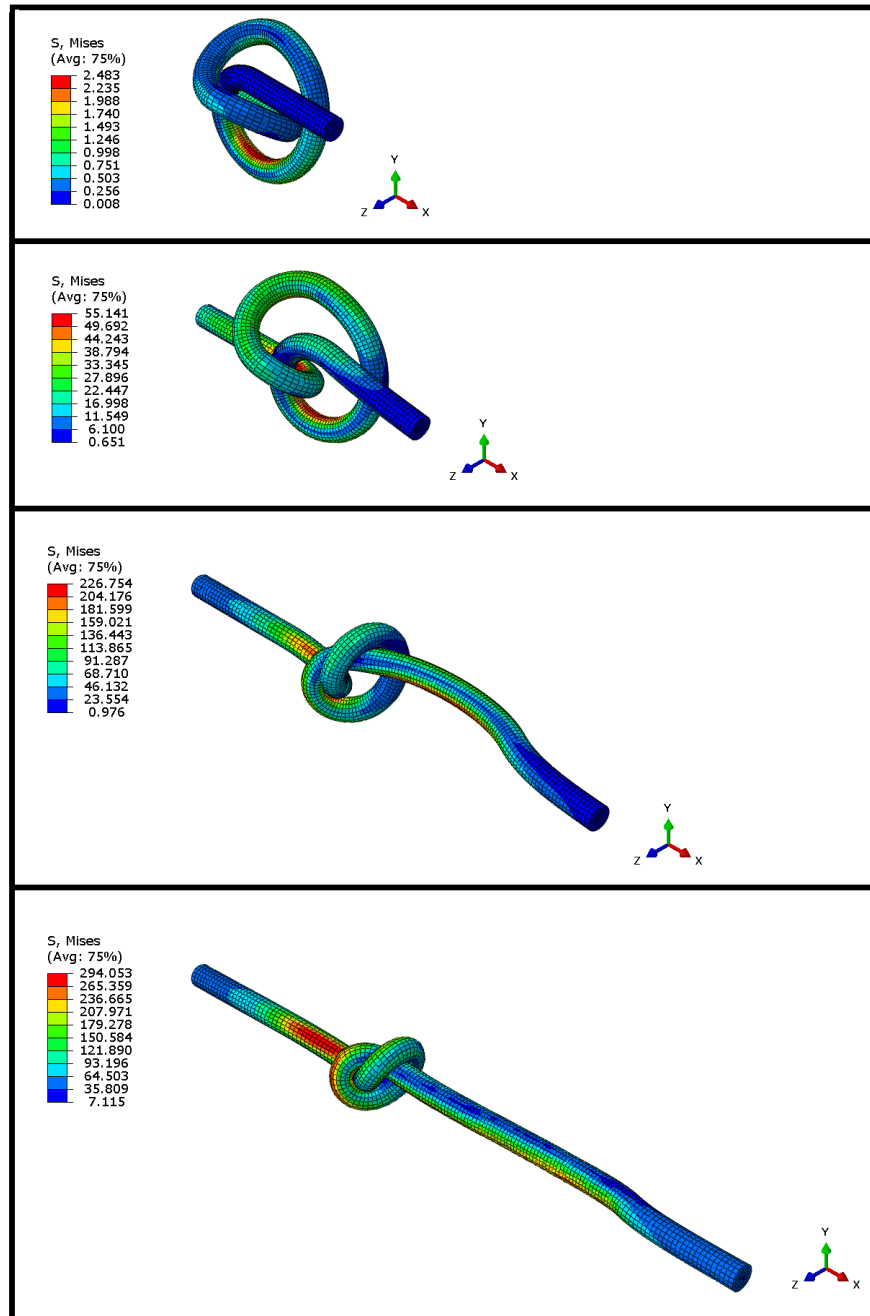 S, Mises
(Avg: 75%)
2.483
2.235
1.988
1.740
1.493
1.246
0.998
0.751
0.503
0.256
0.008
Y
Z X
S, Mises
(Avg: 75%)
55.141
49.692
44.243
38.794
33.345
27.896
22.447
16.998
11.549
6.100
0.651
Y
Z X
S, Mises
(Avg: 75%)
226.754
204.176
181.599
159.021
136.443
113.865
91.287
68.710
46.132
23.554
0.976
Y
Z X
S, Mises
(Avg: 75%)
294.053
265.359
236.665
207.971
179.278
150.584
121.890
93.196
64.503
35.809
7.115
Y
Z X